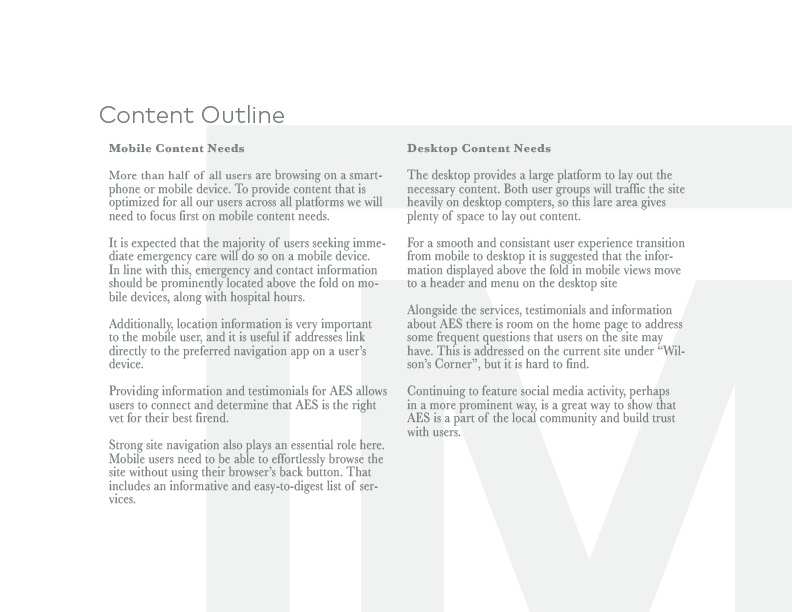 Content Outline
Mobile Content Needs
More than half of all users are browsing on a smart-
phone or mobile device. To provide content that is
optimized for all our users across all platforms we will
need to focus first on mobile content needs.
It is expected that the majority of users seeking imme-
diate emergency care will do so on a mobile device.
In line with this, emergency and contact information
should be prominently located above the fold on mo-
bile devices, along with hospital hours.
Additionally, location information is very important
to the mobile user, and it is useful if addresses link
directly to the preferred navigation app on a user's
device.
Providing information and testimonials for AES allows
users to connect and determine that AES is the right
vet for their best firend.
Strong site navigation also plays an essential role here.
Mobile users need to be able to effortlessly browse the
site without using their browser's back button. That
includes an informative and easy-to-digest list of ser-
vices.
Desktop Content Needs
The desktop provides a large platform to lay out the
necessary content. Both user groups will traffic the site
heavily on desktop compters, so this lare area gives
plenty of space to lay out content.
For a smooth and consistant user experience transition
from mobile to desktop it is suggested that the infor-
mation displayed above the fold in mobile views move
to a header and menu on the desktop site
Alongside the services, testimonials and information
about AES there is room on the home page to address
some frequent questions that users on the site may
have. This is addressed on the current site under “Wil-
son's Corner”, but it is hard to find.
Continuing to feature social media activity, perhaps
in a more prominent way, is a great way to show that
AES is a part of the local community and build trust
with users.